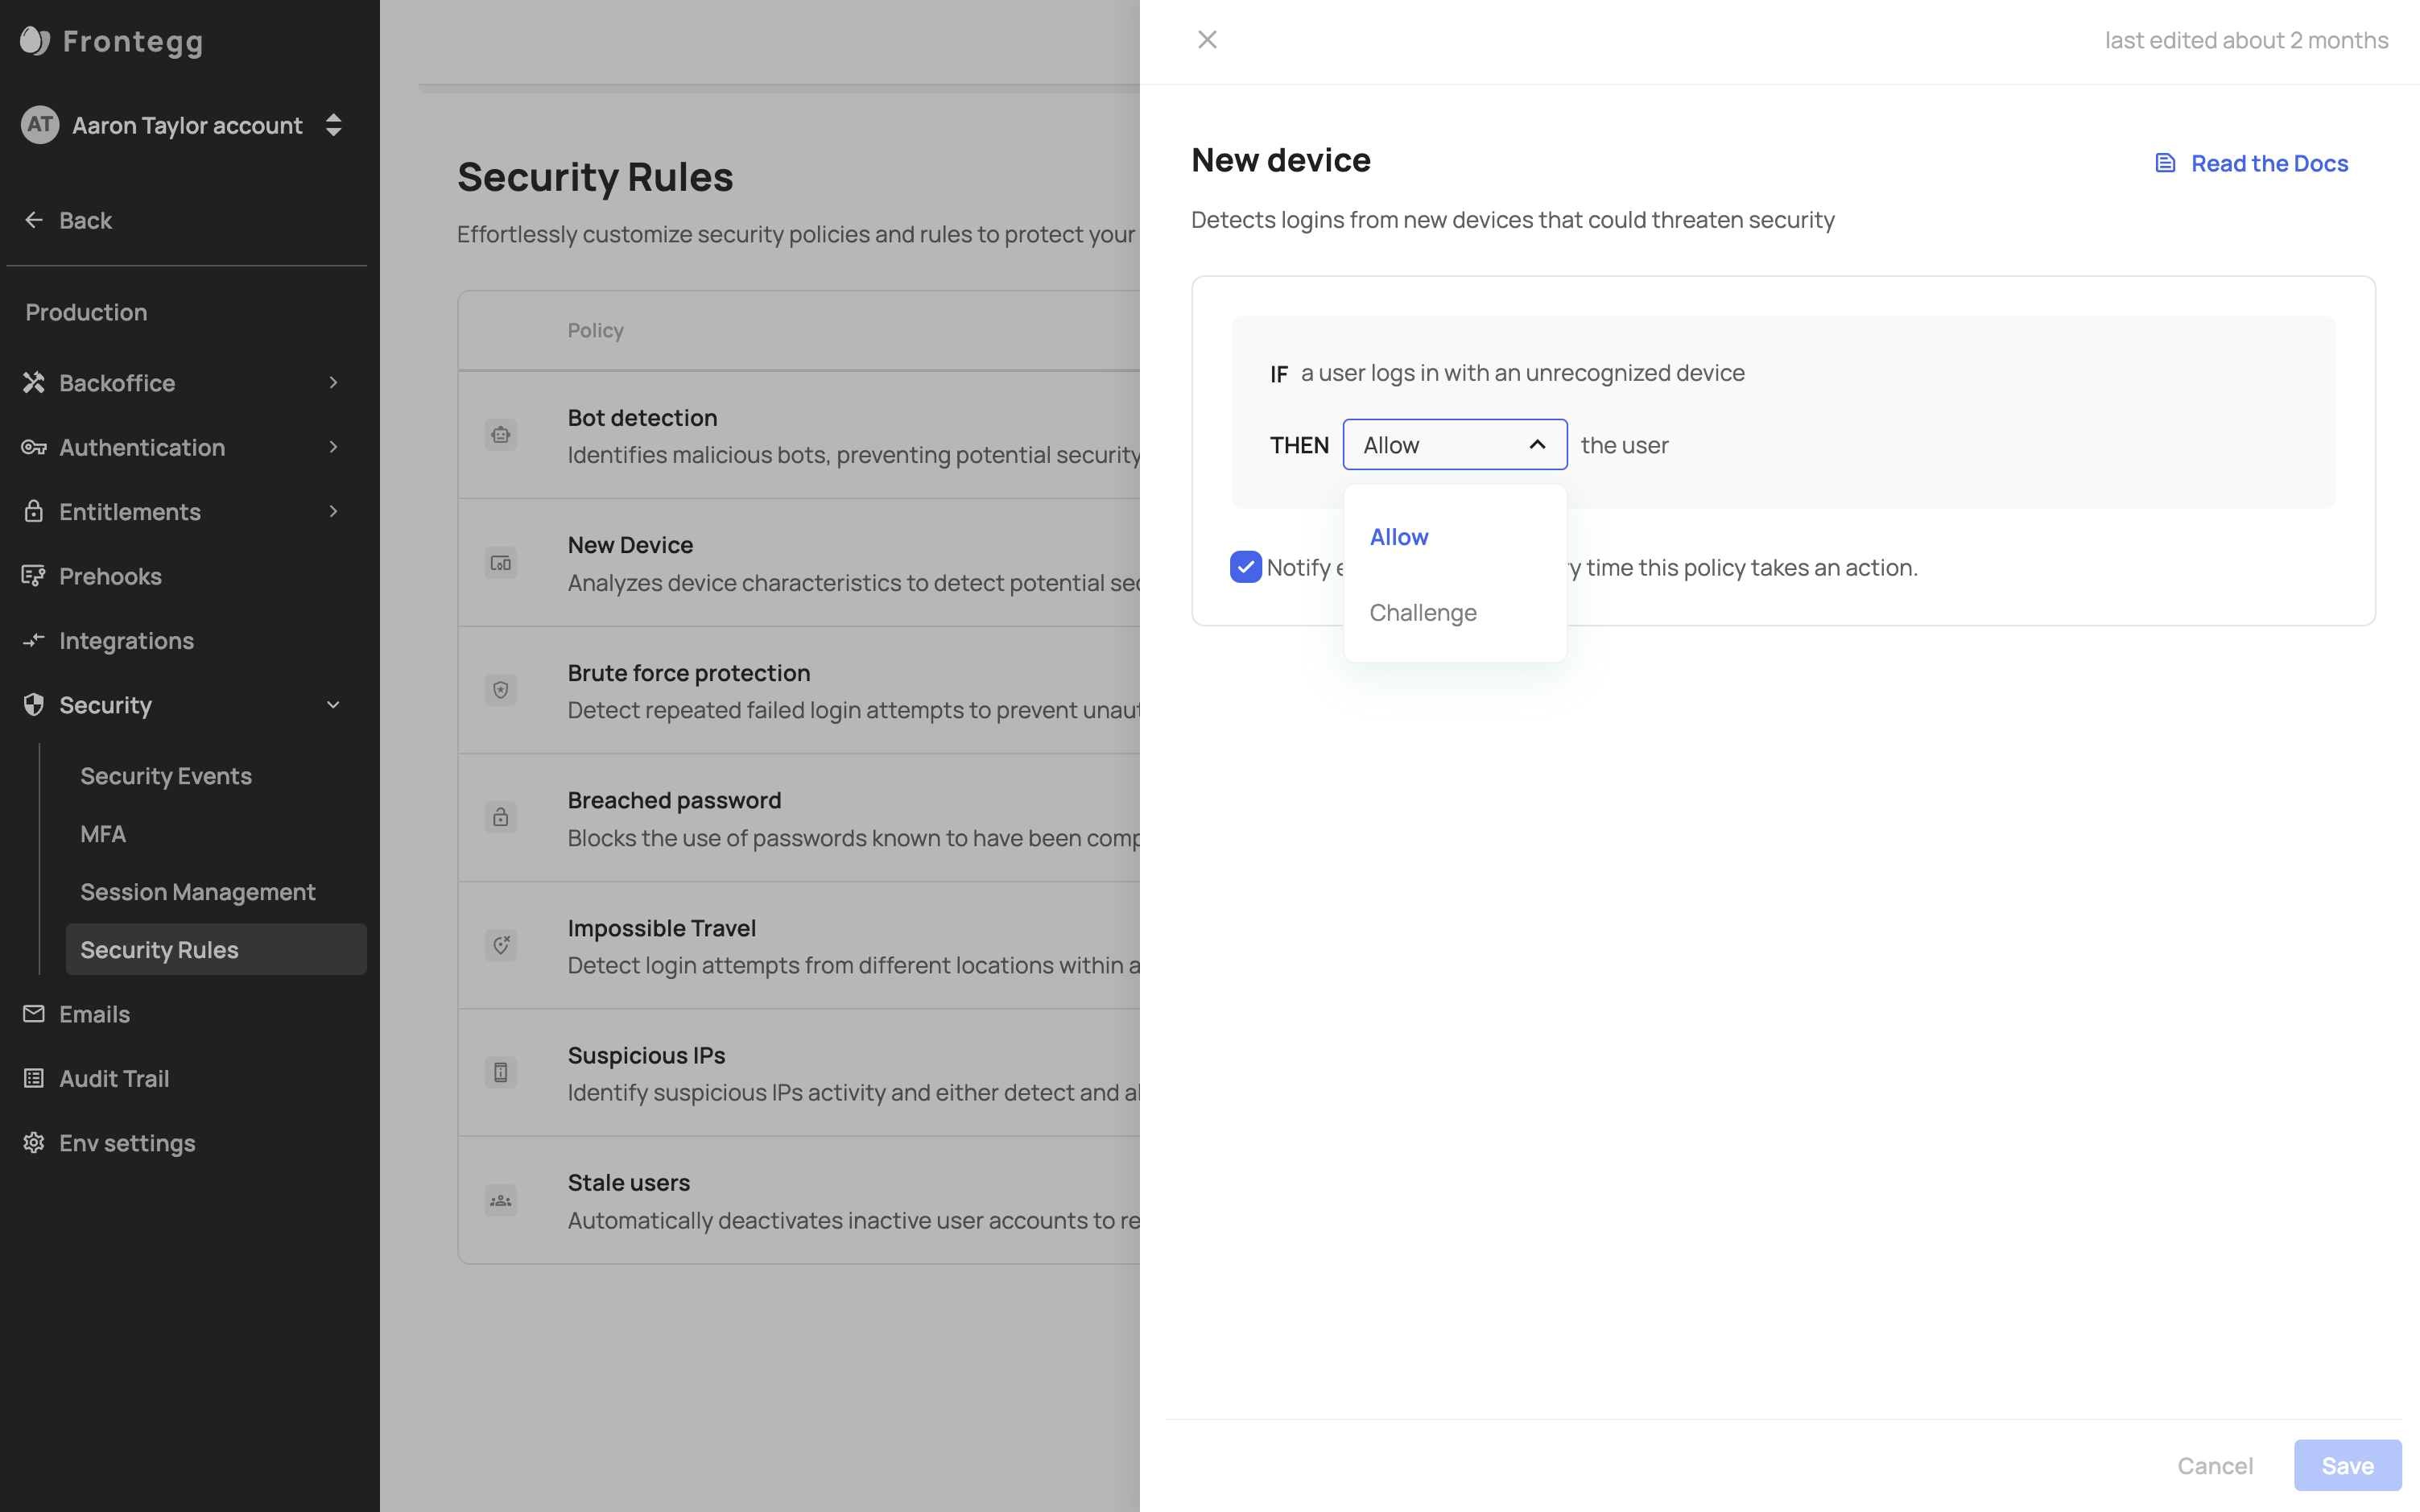 Frontegg
AT Aaron Taylor account
Back
Production
Backoffice
Authentication
Entitlements
Prehooks
Integrations
Security
Security Events
MFA
Session Management
Security Rules
Emails
Audit Trail
Env settings
Security Rules
Effortlessly customize security policies and rules to protect your
Policy
Bot detection
Identifies malicious bots, preventing potential security
New Device
Analyzes device characteristics to detect potential
Brute force protection
Detect repeated failed login attempts to prevent
Breached password
Blocks the use of passwords known to have been
Impossible Travel
Detect login attempts from different locations within
Suspicious IPs
Identify suspicious IPs activity and either detect and
Stale users
Automatically deactivates inactive user accounts to
last edited about 2 months
New device
Read the Docs
Detects logins from new devices that could threaten security
IF a user logs in with an unrecognized device
THEN Allow the user
Allow
Challenge
Notify time this policy takes an action.
Cancel
Save